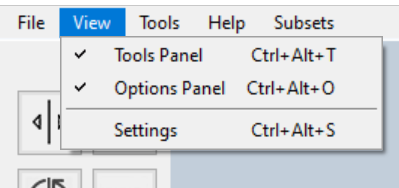 File View Tools Help Subsets
Tools Panel Ctrl+Alt+T
Options Panel Ctrl+Alt+O
Settings Ctrl+Alt+S